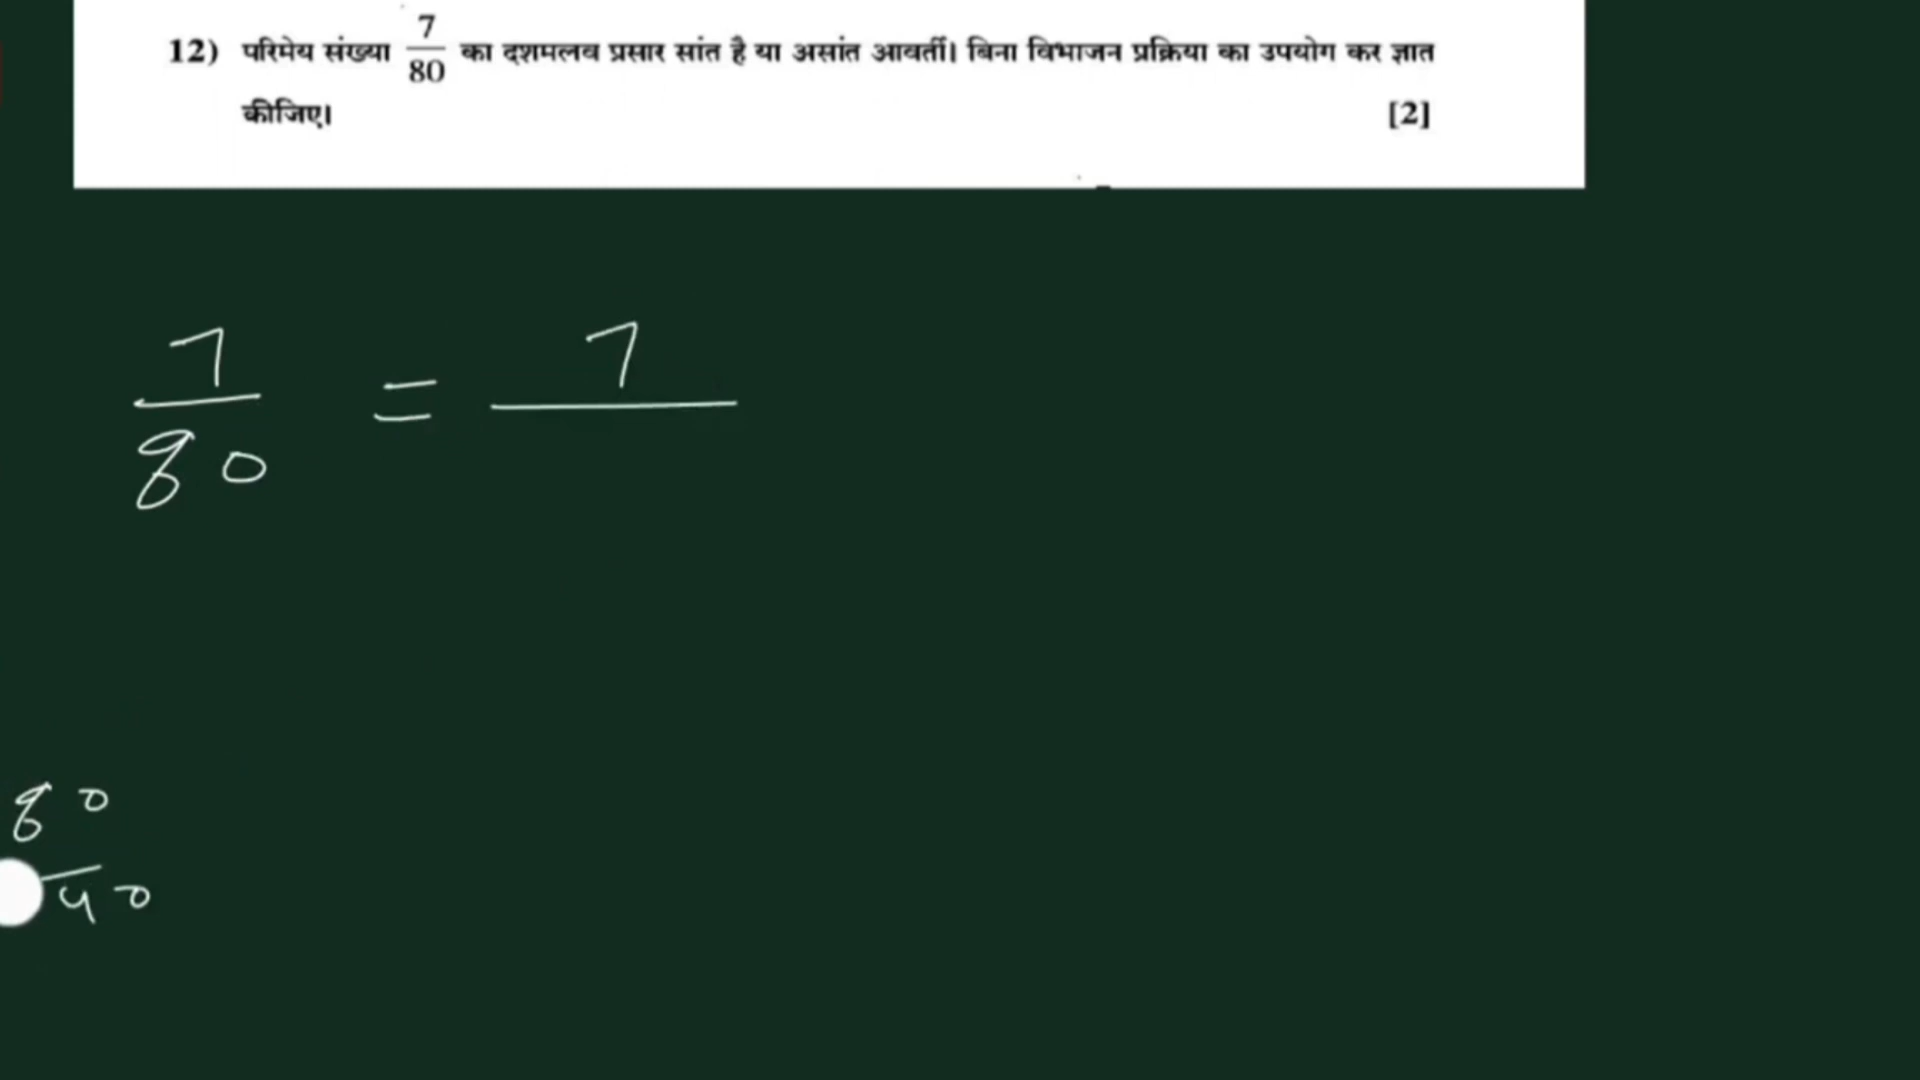 12) परिमेय संख्या 7/80 का दशमलव प्रसार सांत है या असांत आवर्ती। बिना विभाजन प्रक्रिया का उपयोग कर ज्ञात
कीजिए। [2]
7/80 = 7/
80
40